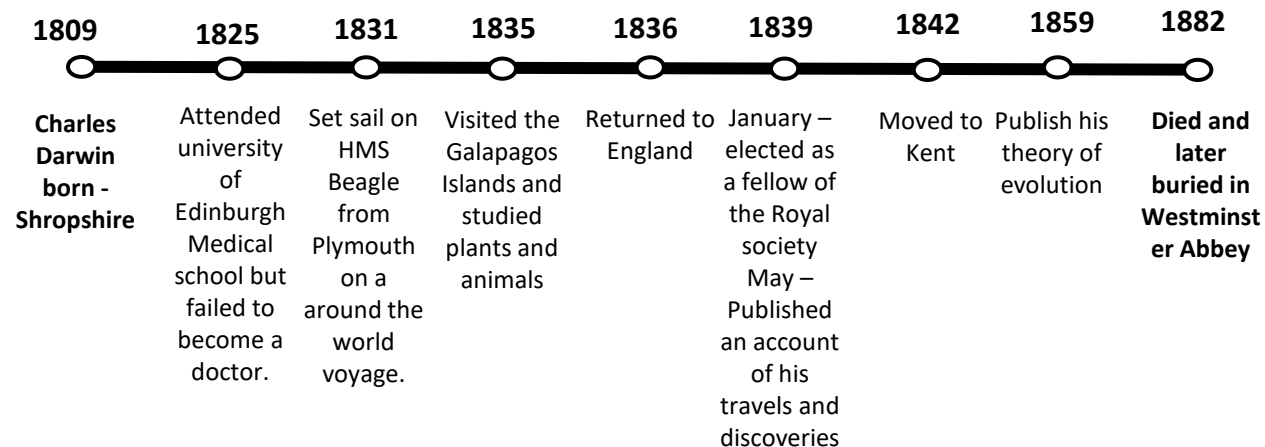 1809
1825
1831
1835
1836
1839
1842
1859
1882
Charles
Darwin
born -
Shropshire
Attended
university
of
Edinburgh
Medical
school but
failed to
become a
doctor.
Set sail on
HMS
Beagle
from
Plymouth
on a
around the
world
voyage.
Visited the
Galapagos
Islands and
studied
plants and
animals
Returned to
England
January –
elected as
a fellow of
the Royal
society
May –
Published
an account
of his
travels and
discoveries
Moved to
Kent
Publish his
theory of
evolution
Died and
later
buried in
Westminst
er Abbey